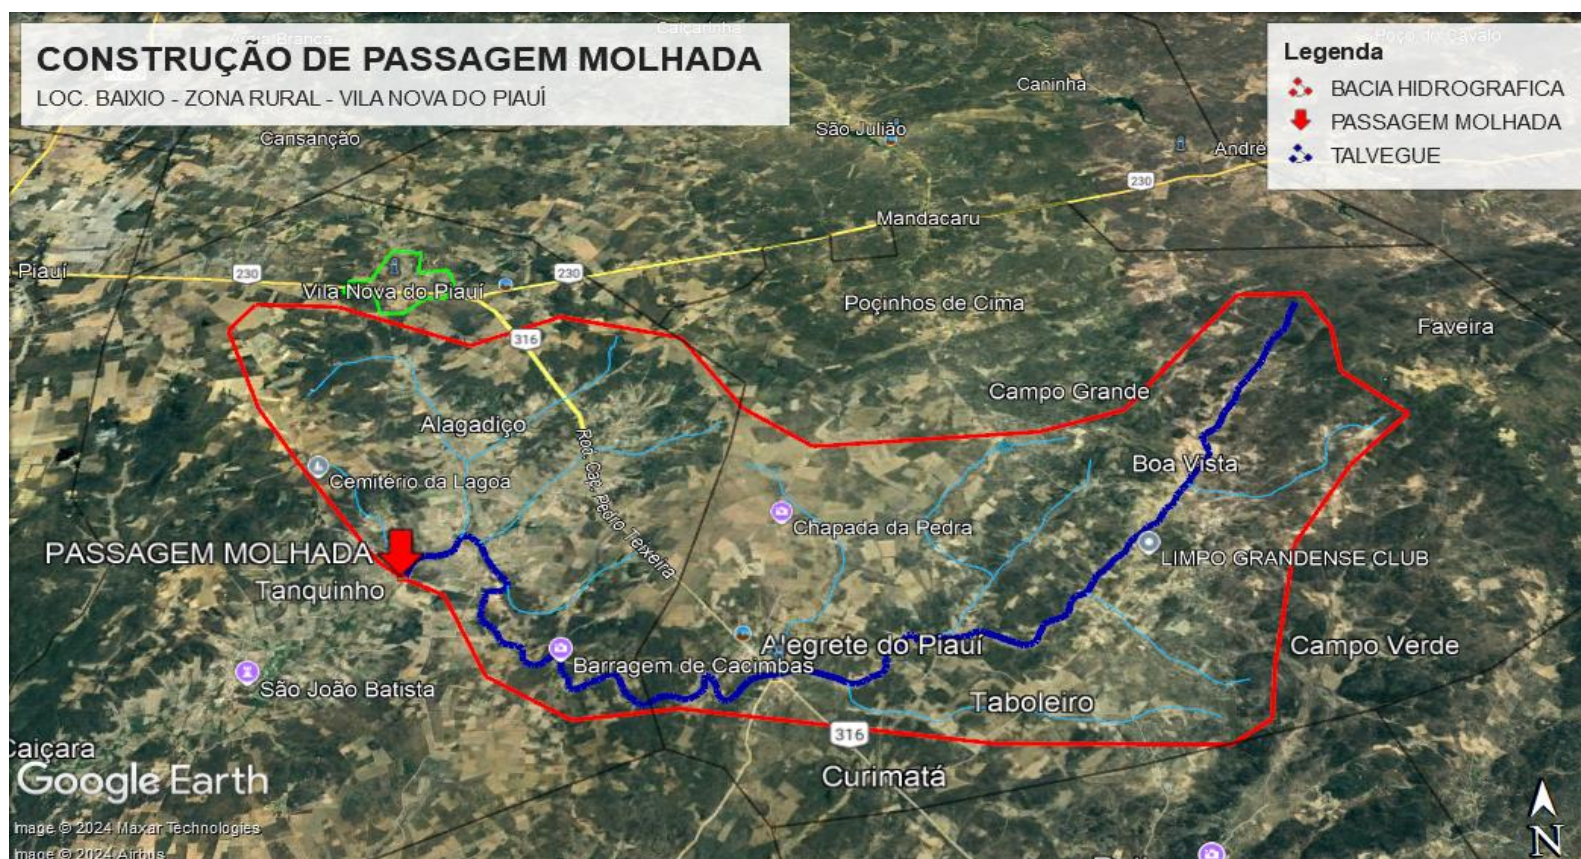 Caiçarinha
Poço do Cavalo
CONSTRUÇÃO DE PASSAGEM MOLHADA
LOC. BAIXIO - ZONA RURAL - VILA NOVA DO PIAUÍ
Legenda
BACIA HIDROGRAFICA
PASSAGEM MOLHADA
TALVEGUE
Caninha
São Julião
Cansanção
André
230
Mandacaru
Piauí
230
230
Vila Nova do Piauí
Poçinhos de Cima
Faveira
316
Campo Grande
Alagadiço
Rod. Cap. Pedro Teixeira
Boa Vista
Cemitério da Lagoa
Chapada da Pedra
PASSAGEM MOLHADA
LIMPO GRANDENSE CLUB
Tanquinho
Alegrete do Piauí
Campo Verde
Barragem de Cacimbas
São João Batista
Taboleiro
316
Caiçara
Curimatá
Google Earth
Image © 2024 Maxar Technologies
Image © 2024 Airbus
N